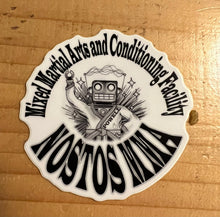 Mixed Martial Arts and Conditioning Facility
NOSTOS MMA